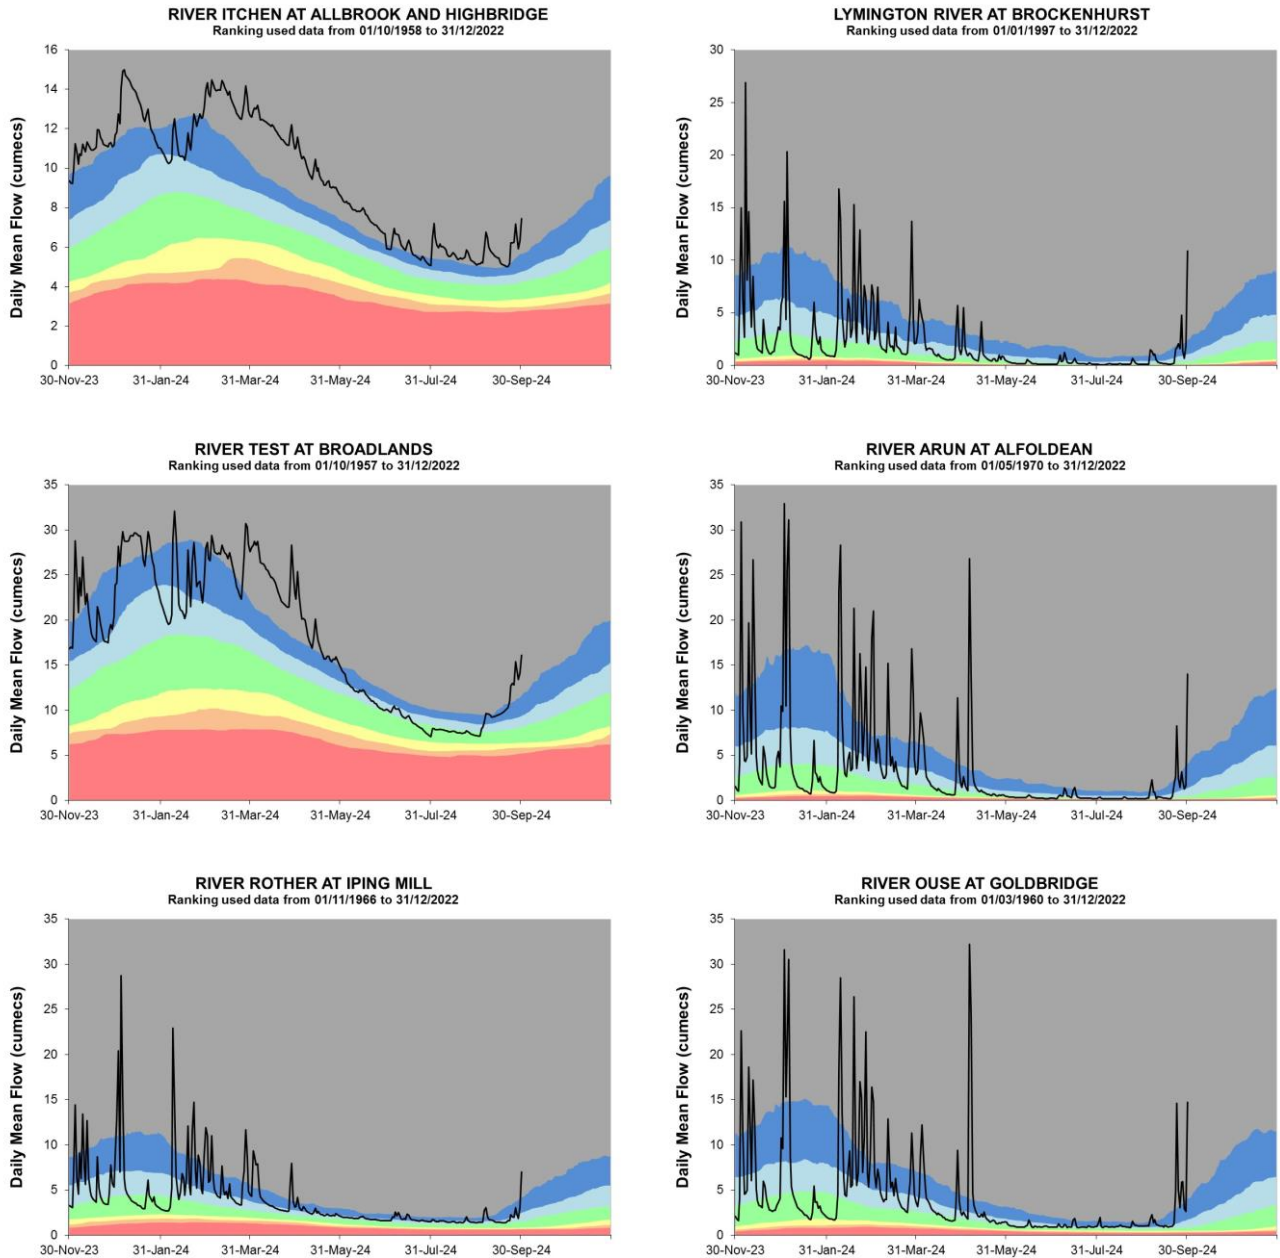 RIVER ITCHEN AT ALLBROOK AND HIGHBRIDGE
Ranking used data from 01/10/1958 to 31/12/2022
Daily Mean Flow (cumecs)
16
14
12
10
8
6
4
2
0
30-Nov-23 31-Jan-24 31-Mar-24 31-May-24 31-Jul-24 30-Sep-24
LYMINGTON RIVER AT BROCKENHURST
Ranking used data from 01/01/1997 to 31/12/2022
Daily Mean Flow (cumecs)
30
25
20
15
10
5
0
30-Nov-23 31-Jan-24 31-Mar-24 31-May-24 31-Jul-24 30-Sep-24
RIVER TEST AT BROADLANDS
Ranking used data from 01/10/1957 to 31/12/2022
Daily Mean Flow (cumecs)
35
30
25
20
15
10
5
0
30-Nov-23 31-Jan-24 31-Mar-24 31-May-24 31-Jul-24 30-Sep-24
RIVER ARUN AT ALFOLDEAN
Ranking used data from 01/05/1970 to 31/12/2022
Daily Mean Flow (cumecs)
35
30
25
20
15
10
5
0
30-Nov-23 31-Jan-24 31-Mar-24 31-May-24 31-Jul-24 30-Sep-24
RIVER ROTHER AT IPING MILL
Ranking used data from 01/11/1966 to 31/12/2022
Daily Mean Flow (cumecs)
35
30
25
20
15
10
5
0
30-Nov-23 31-Jan-24 31-Mar-24 31-May-24 31-Jul-24 30-Sep-24
RIVER OUSE AT GOLDBRIDGE
Ranking used data from 01/03/1960 to 31/12/2022
Daily Mean Flow (cumecs)
35
30
25
20
15
10
5
0
30-Nov-23 31-Jan-24 31-Mar-24 31-May-24 31-Jul-24 30-Sep-24